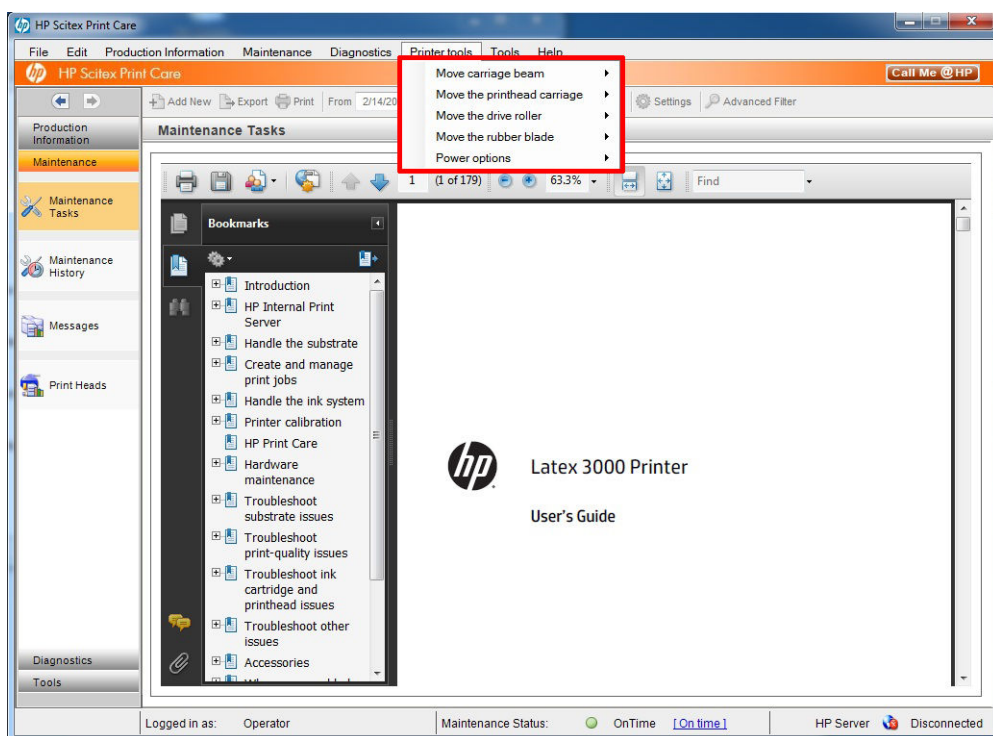 HP Scitex Print Care
File Edit Production Information Maintenance Diagnostics Printer tools Tools Help
HP Scitex Print Care
Call Me @ HP
Move carriage beam
Move the printhead carriage
Move the drive roller
Move the rubber blade
Power options
Add New Export Print From 2/14/20 Settings Advanced Filter
Production
Information
Maintenance
Maintenance
Tasks
Maintenance
History
Messages
Print Heads
Diagnostics
Tools
Maintenance Tasks
1 (1 of 179) 63.3% Find
Bookmarks
Introduction
HP Internal Print
Server
Handle the substrate
Create and manage
print jobs
Handle the ink system
Printer calibration
HP Print Care
Hardware
maintenance
Troubleshoot
substrate issues
Troubleshoot
print-quality issues
Troubleshoot ink
cartridge and
printhead issues
Troubleshoot other
issues
Accessories
hp
Latex 3000 Printer
User's Guide
Logged in as: Operator Maintenance Status: OnTime [ On time ] HP Server Disconnected